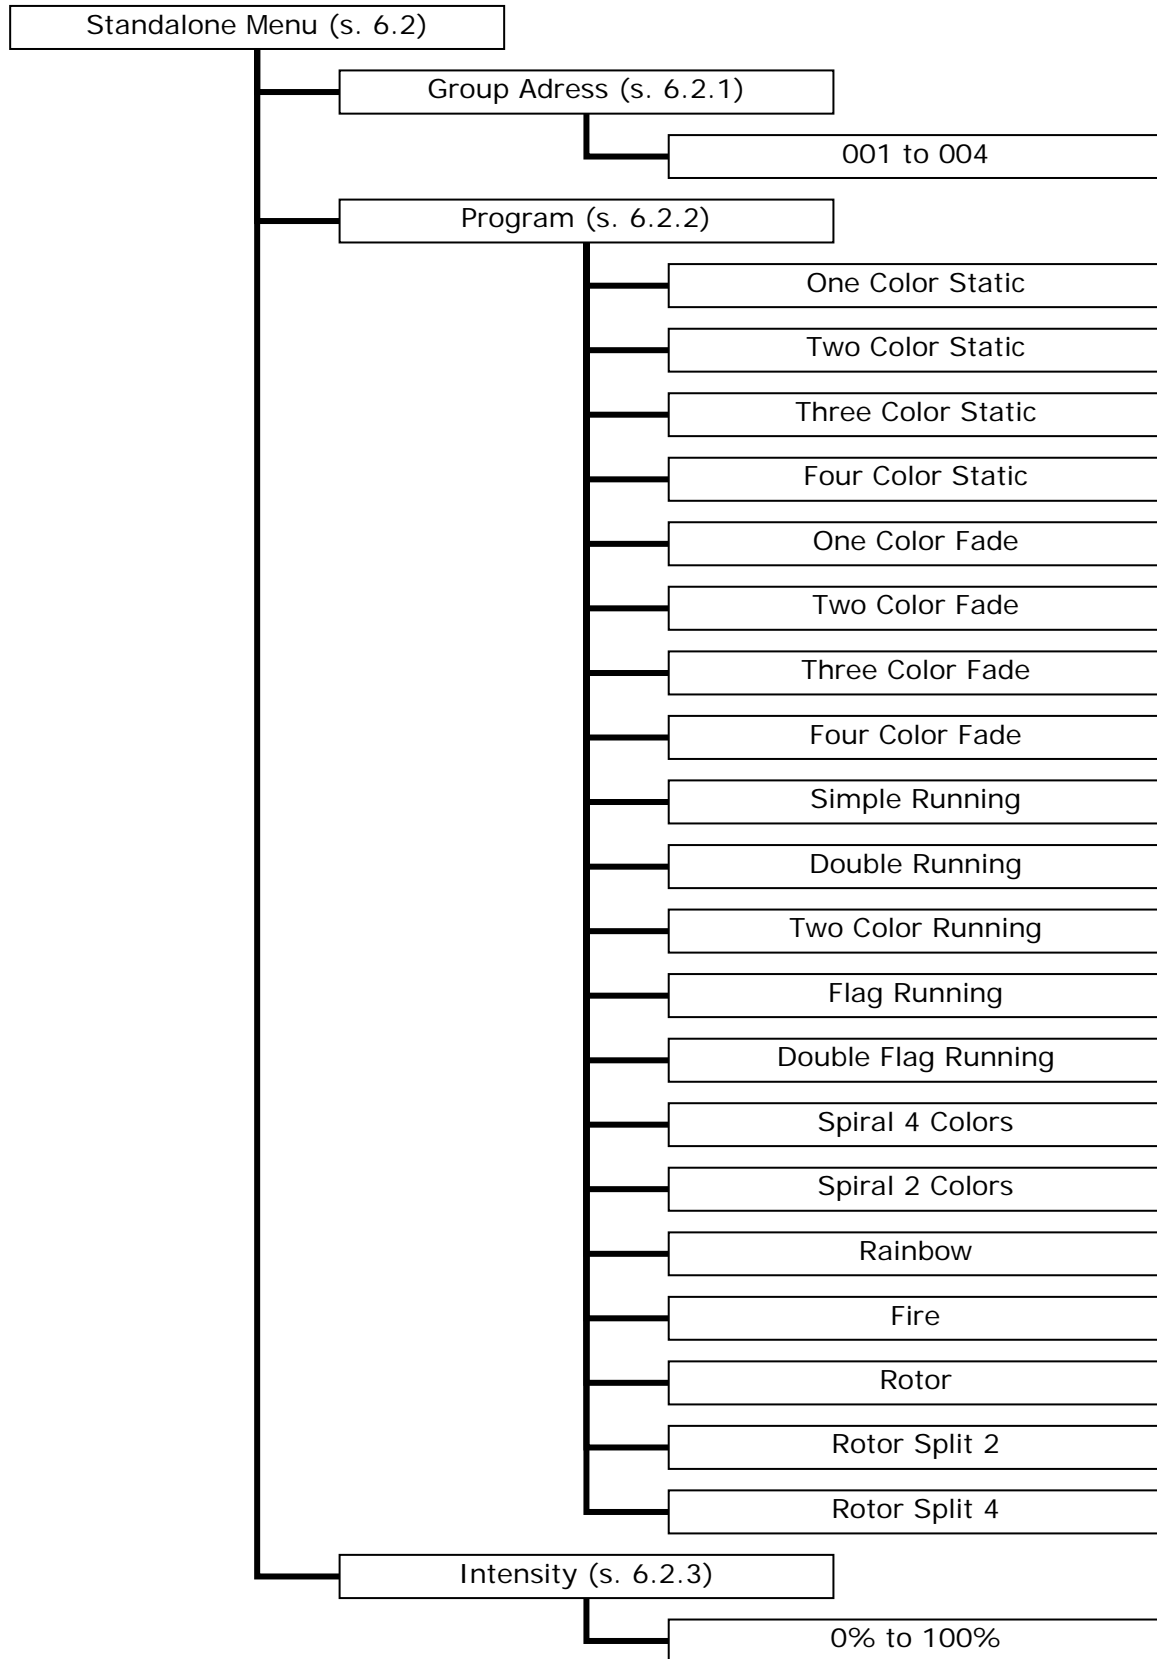 Standalone Menu (s. 6.2)
Group Adress (s. 6.2.1)
001 to 004
Program (s. 6.2.2)
One Color Static
Two Color Static
Three Color Static
Four Color Static
One Color Fade
Two Color Fade
Three Color Fade
Four Color Fade
Simple Running
Double Running
Two Color Running
Flag Running
Double Flag Running
Spiral 4 Colors
Spiral 2 Colors
Rainbow
Fire
Rotor
Rotor Split 2
Rotor Split 4
Intensity (s. 6.2.3)
0% to 100%